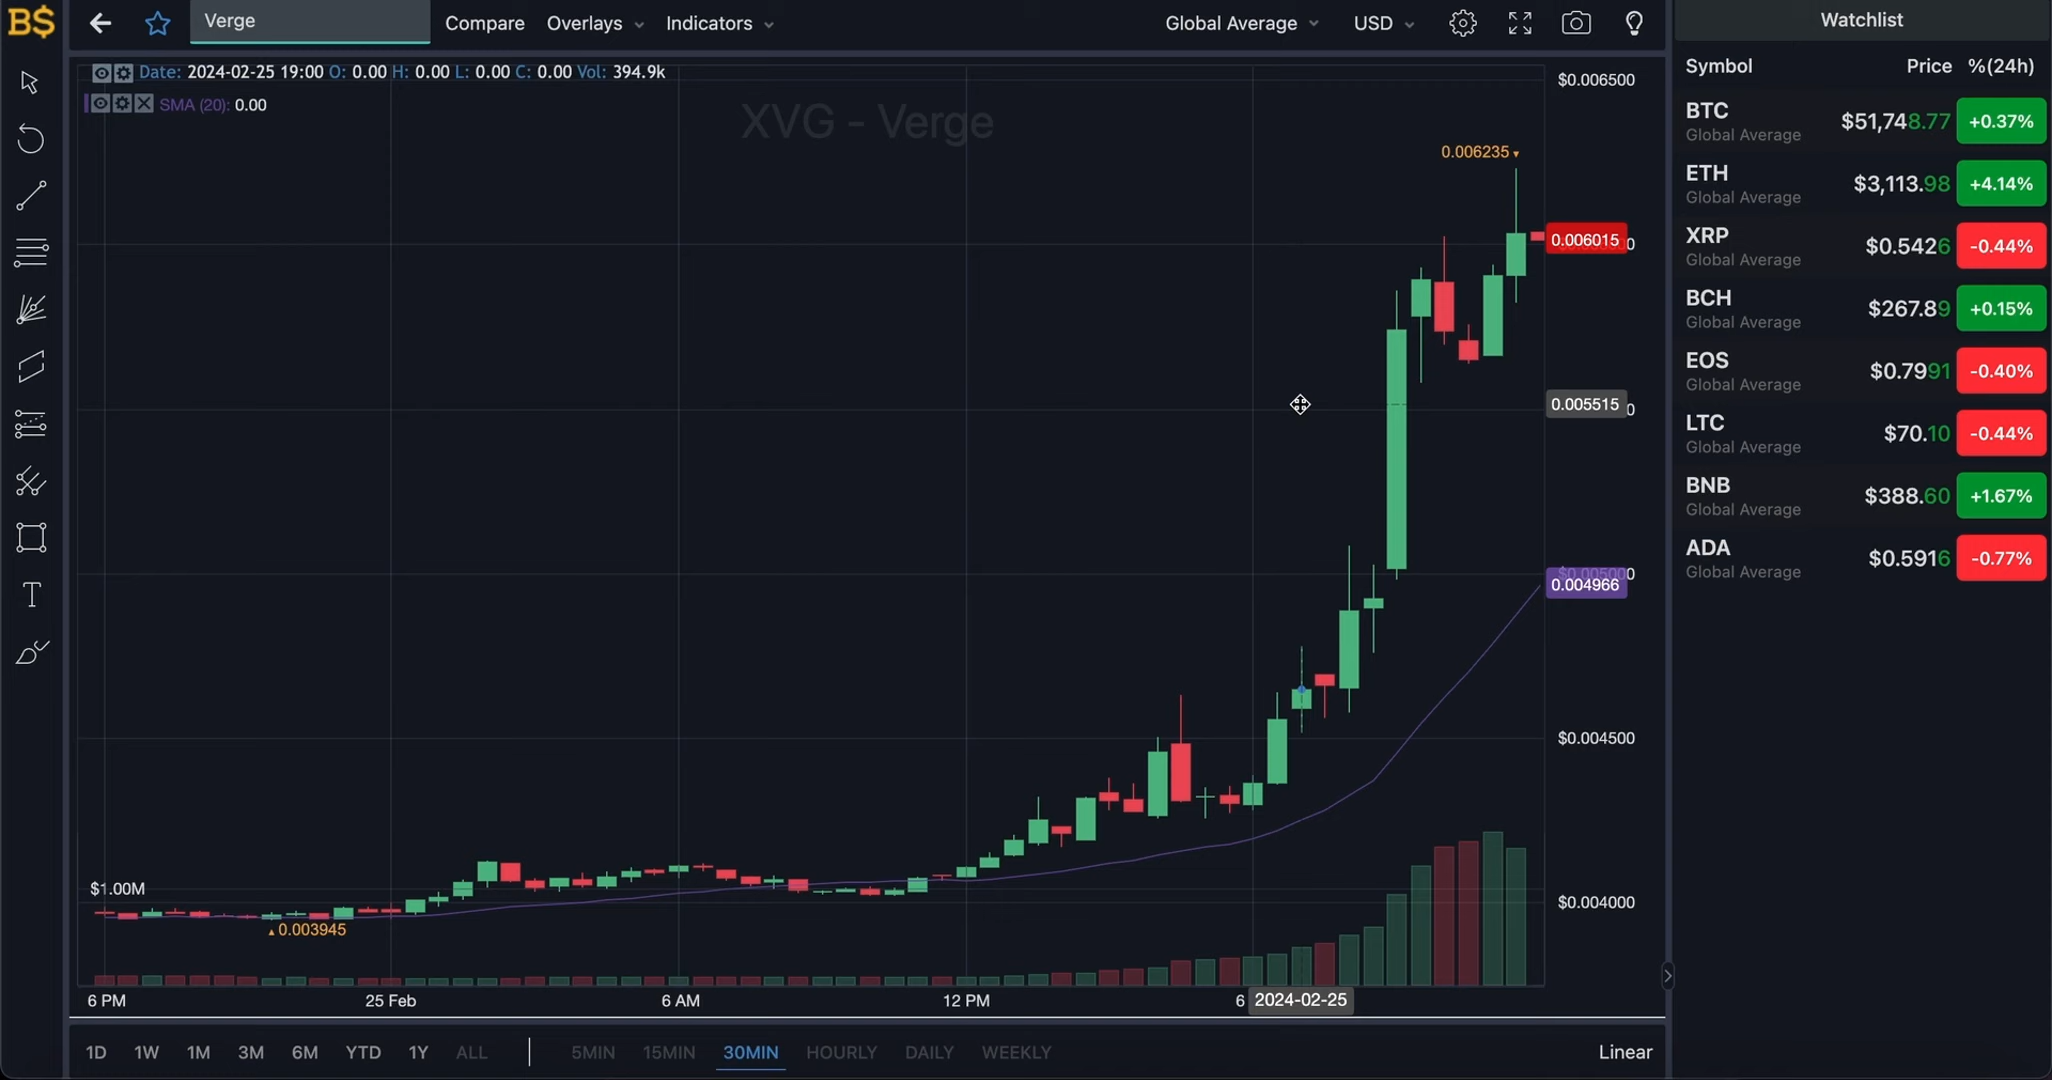 B$
Verge
Compare
Overlays
Indicators
Global Average
USD
Watchlist
Date: 2024-02-25 19:00 O: 0.00 H: 0.00 L: 0.00 C: 0.00 Vol: 394.9k
SMA (20): 0.00
XVG - Verge
$0.006500
0.006235
0.006015
0.005515
0.004966
$0.004500
$0.004000
$1.00M
0.003945
6 PM
25 Feb
6 AM
12 PM
6
2024-02-25
1D
1W
1M
3M
6M
YTD
1Y
ALL
5MIN
15MIN
30MIN
HOURLY
DAILY
WEEKLY
Linear
Symbol Price %(24h)
BTC $51,748.77 +0.37%
Global Average
ETH $3,113.98 +4.14%
Global Average
XRP $0.5426 -0.44%
Global Average
BCH $267.89 +0.15%
Global Average
EOS $0.7991 -0.40%
Global Average
LTC $70.10 -0.44%
Global Average
BNB $388.60 +1.67%
Global Average
ADA $0.5916 -0.77%
Global Average